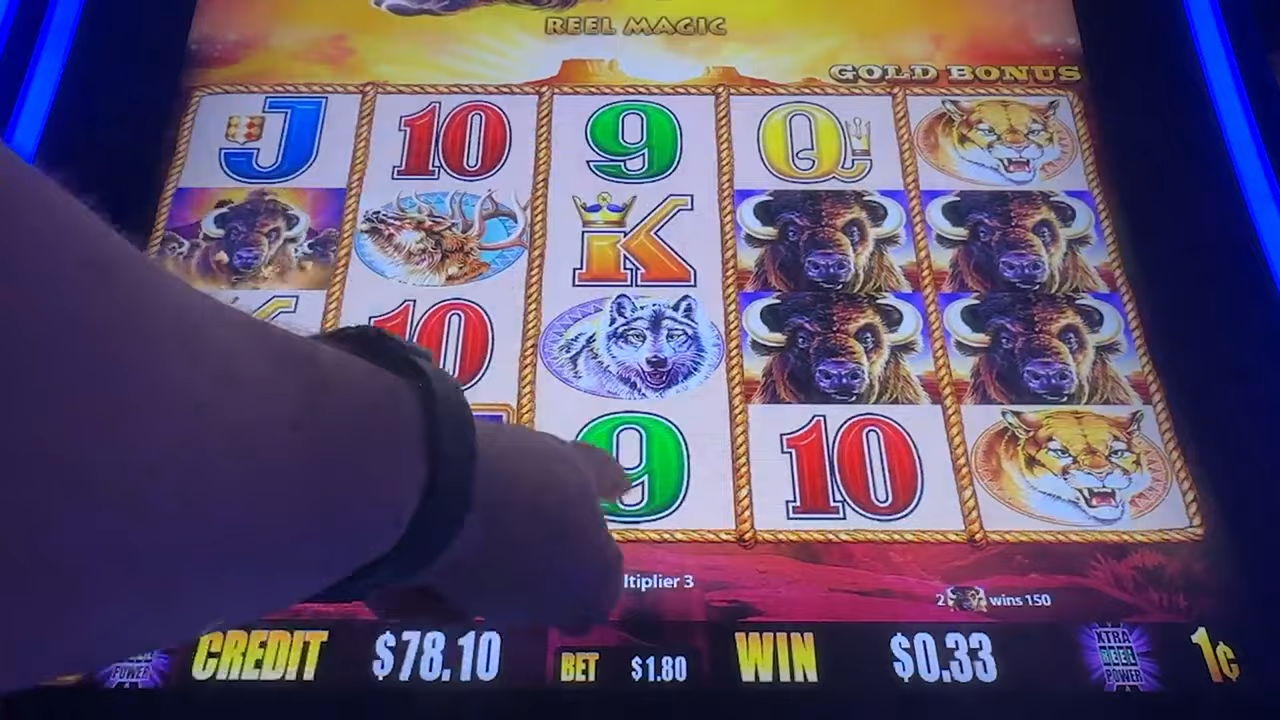 REEL MAGIC
GOLD BONUS
J 10 9 Q
K
10
9 10
ltiplier 3
2 wins 150
POWER CREDIT $78.10 BET $1.80 WIN $0.33 XTRA REEL POWER 1¢